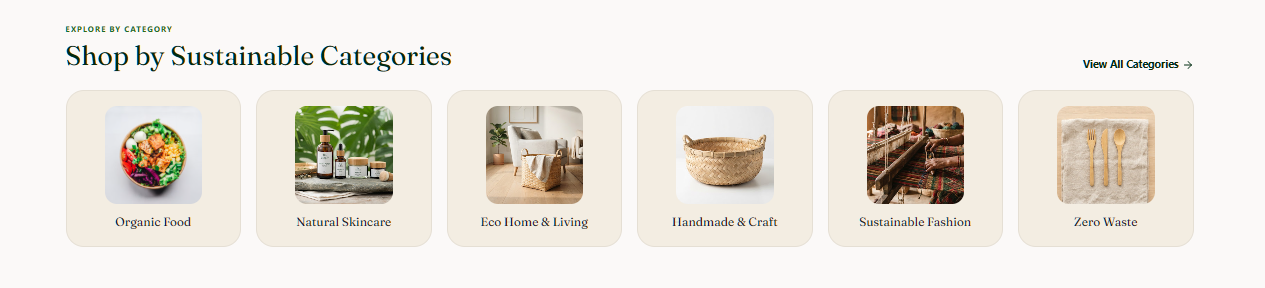 EXPLORE BY CATEGORY
Shop by Sustainable Categories
View All Categories →
Organic Food
Natural Skincare
Eco Home & Living
Handmade & Craft
Sustainable Fashion
Zero Waste